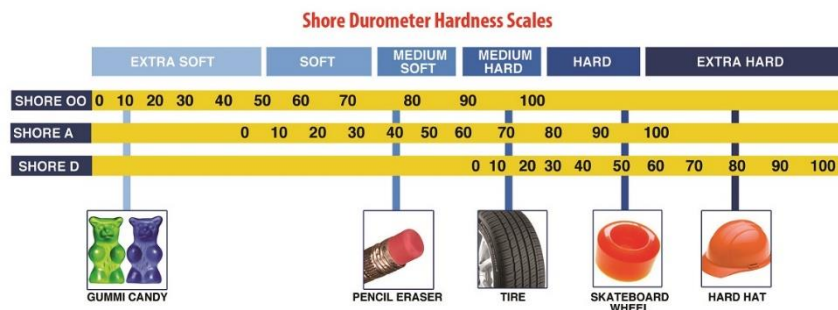 Shore Durometer Hardness Scales
EXTRA SOFT SOFT MEDIUM SOFT MEDIUM HARD HARD EXTRA HARD
SHORE OO 0 10 20 30 40 50 60 70 80 90 100
SHORE A 0 10 20 30 40 50 60 70 80 90 100
SHORE D 0 10 20 30 40 50 60 70 80 90 100
GUMMI CANDY PENCIL ERASER TIRE SKATEBOARD WHEEL HARD HAT